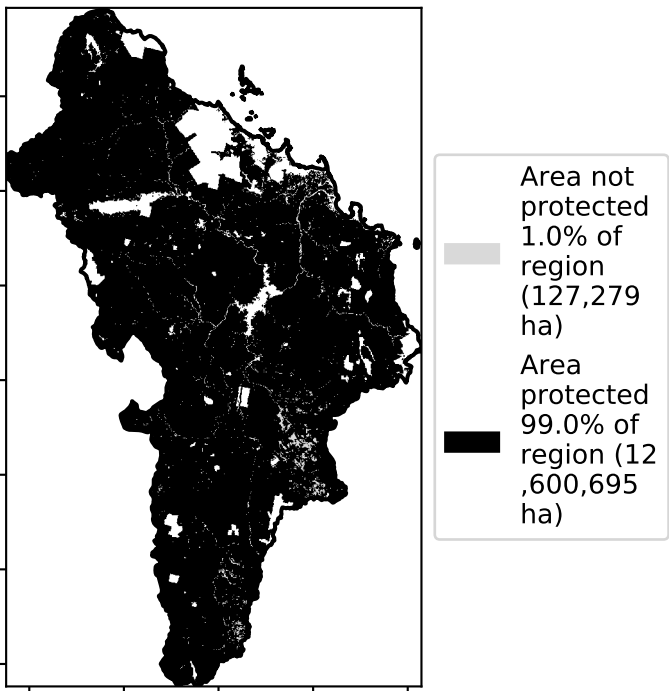 Area not
protected
1.0% of
region
(127,279
ha)
Area
protected
99.0% of
region (12
,600,695
ha)